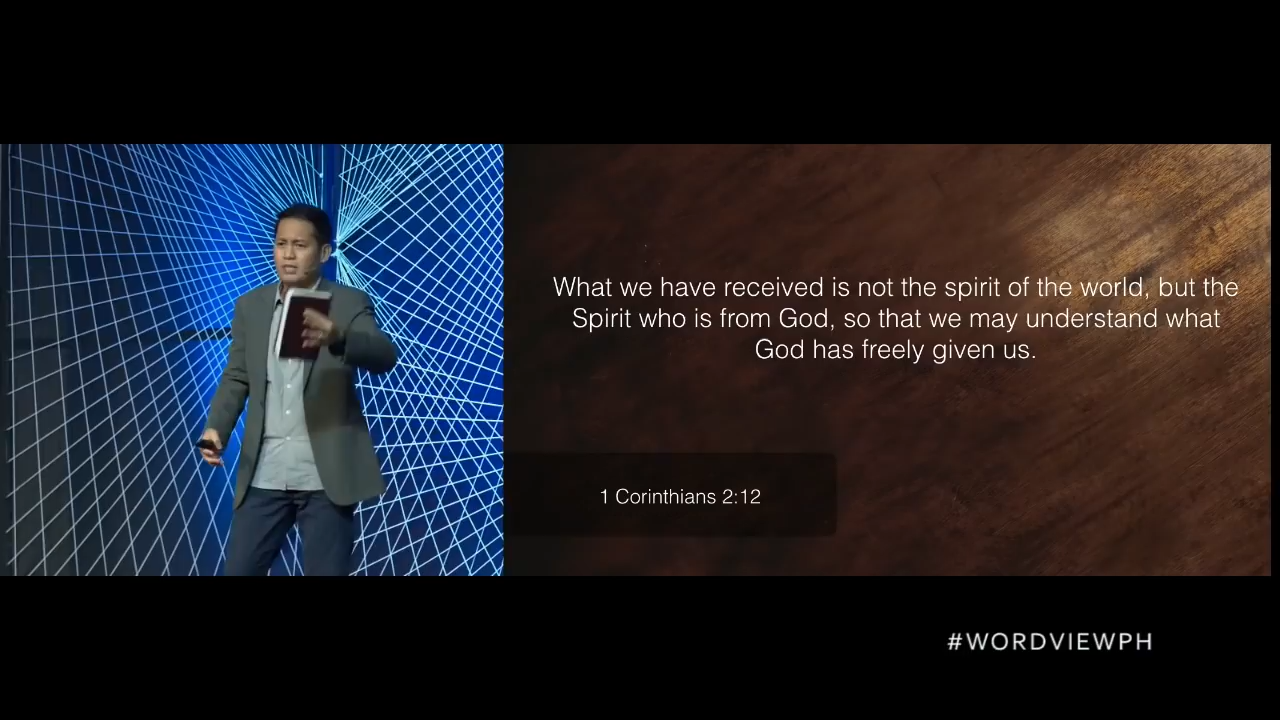 What we have received is not the spirit of the world, but the
Spirit who is from God, so that we may understand what
God has freely given us.
1 Corinthians 2:12
#WORDVIEWPH